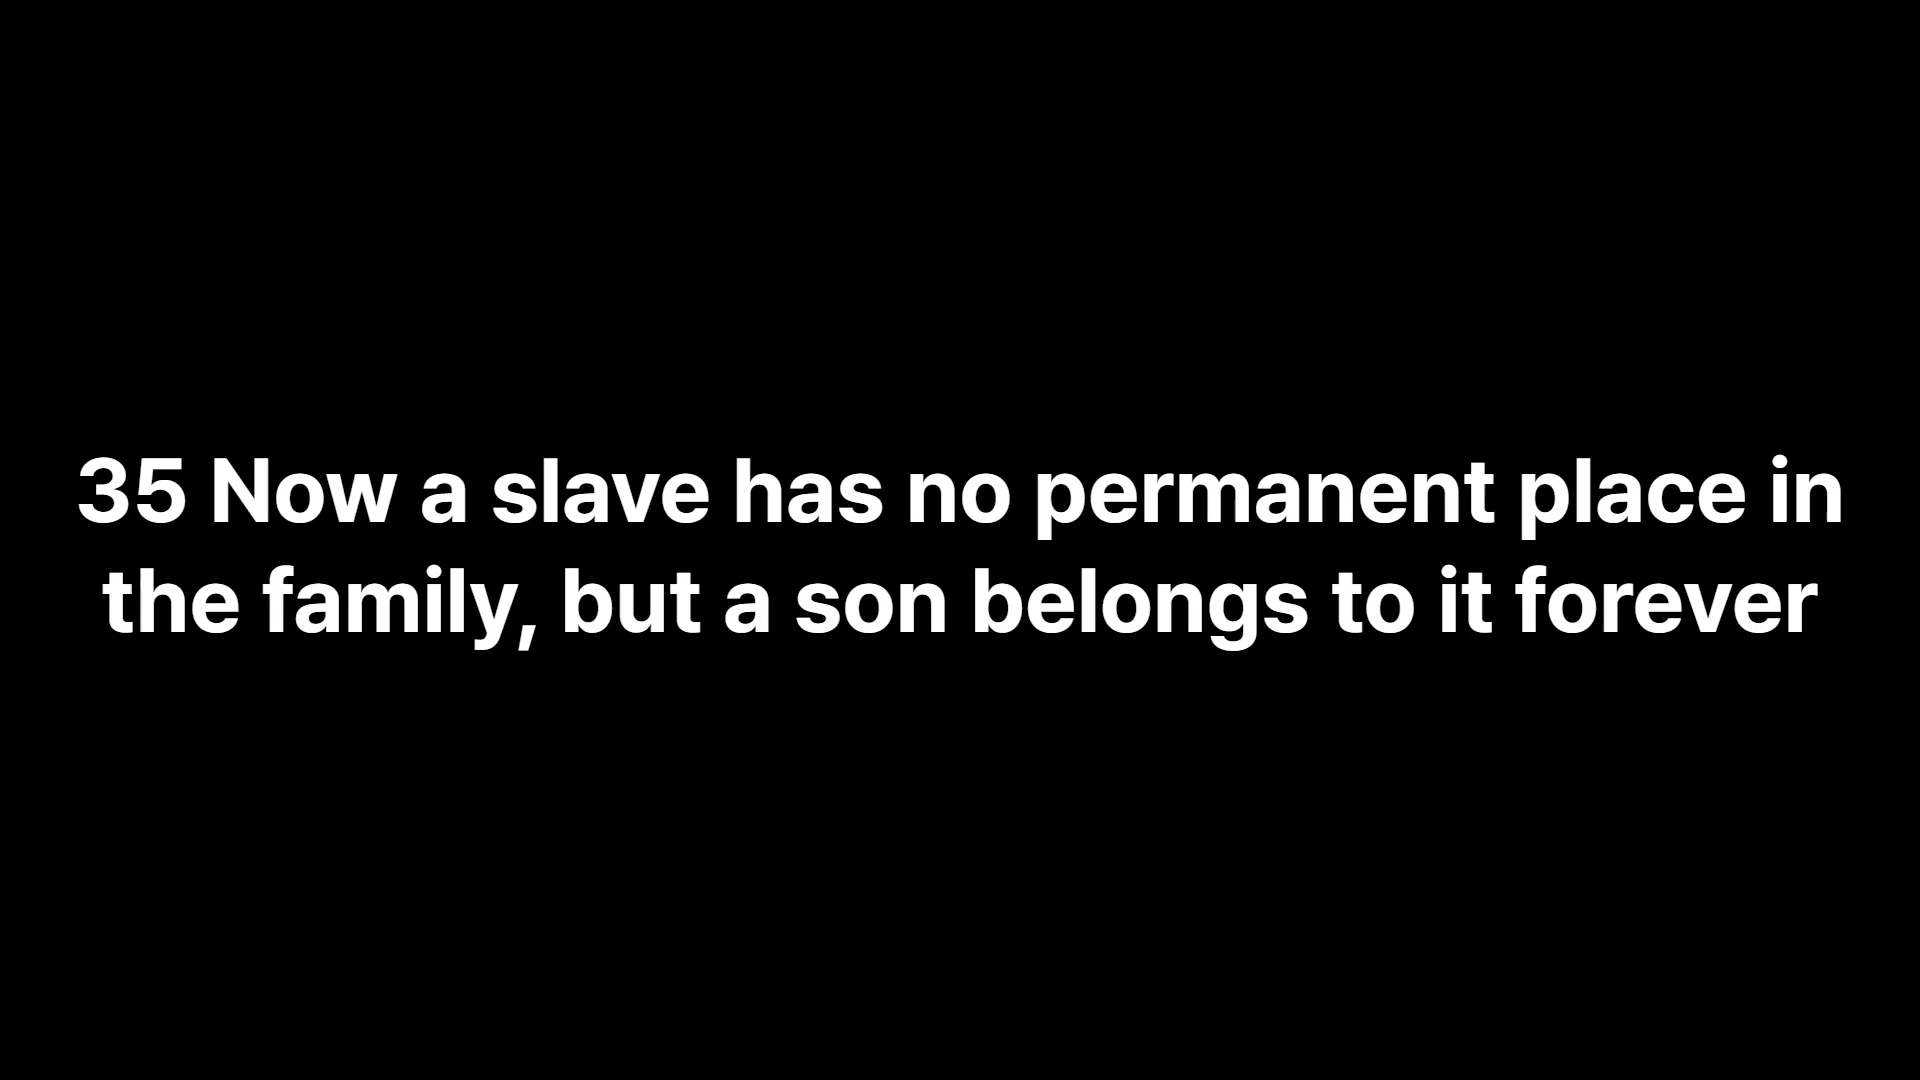 35 Now a slave has no permanent place in
the family, but a son belongs to it forever